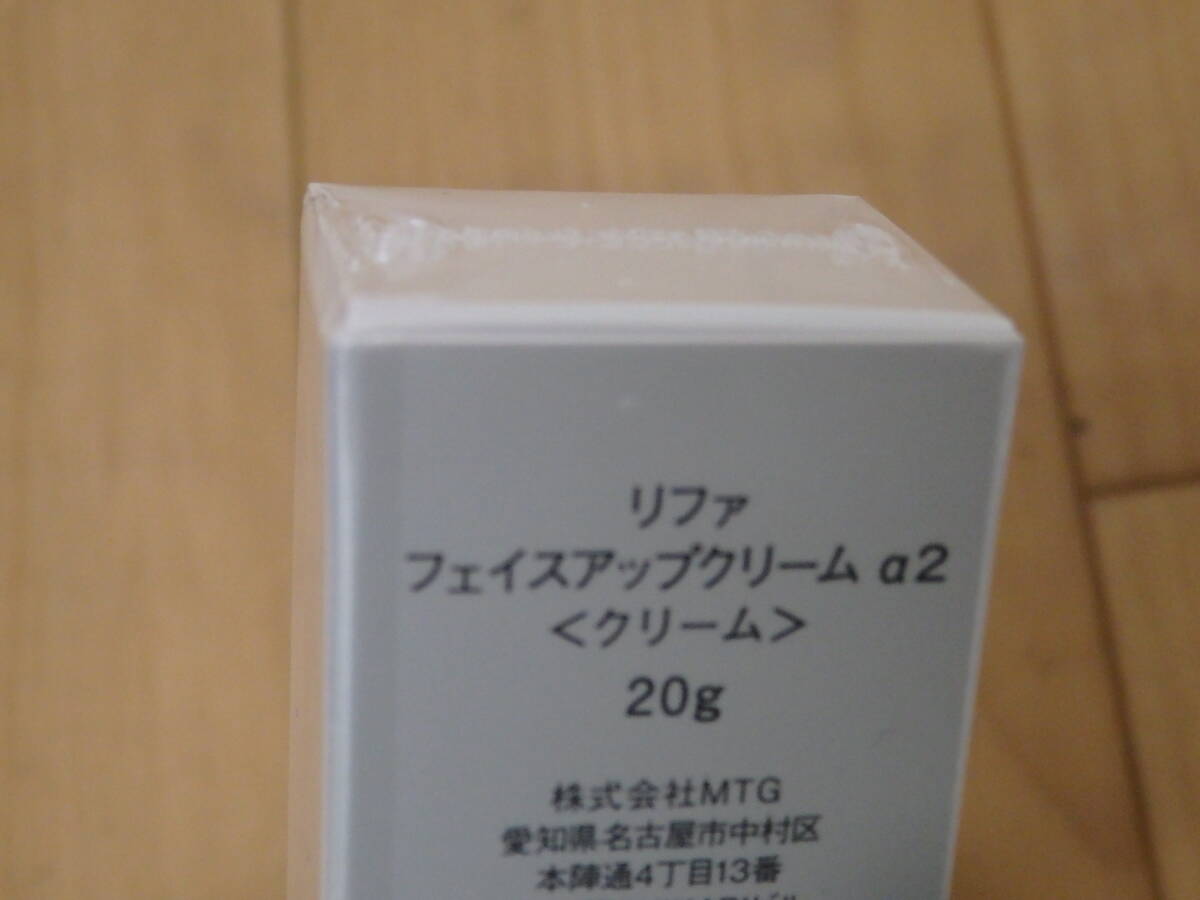 リファ
フェイスアップクリーム α2
＜クリーム＞
20g
株式会社MTG
愛知県名古屋市中村区
本陣通4丁目13番